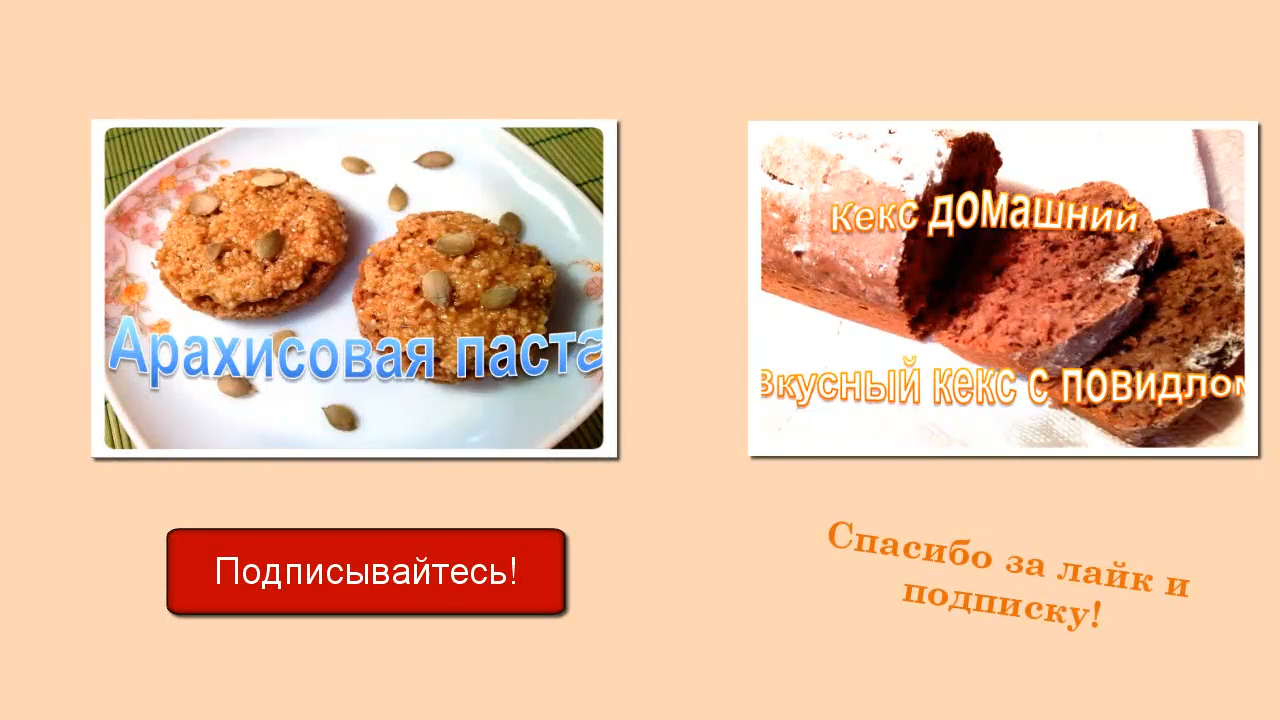 Арахисовая паста
Кекс домашний
Вкусный кекс с повидлом
Подписывайтесь!
Спасибо за лайк и
подписку!